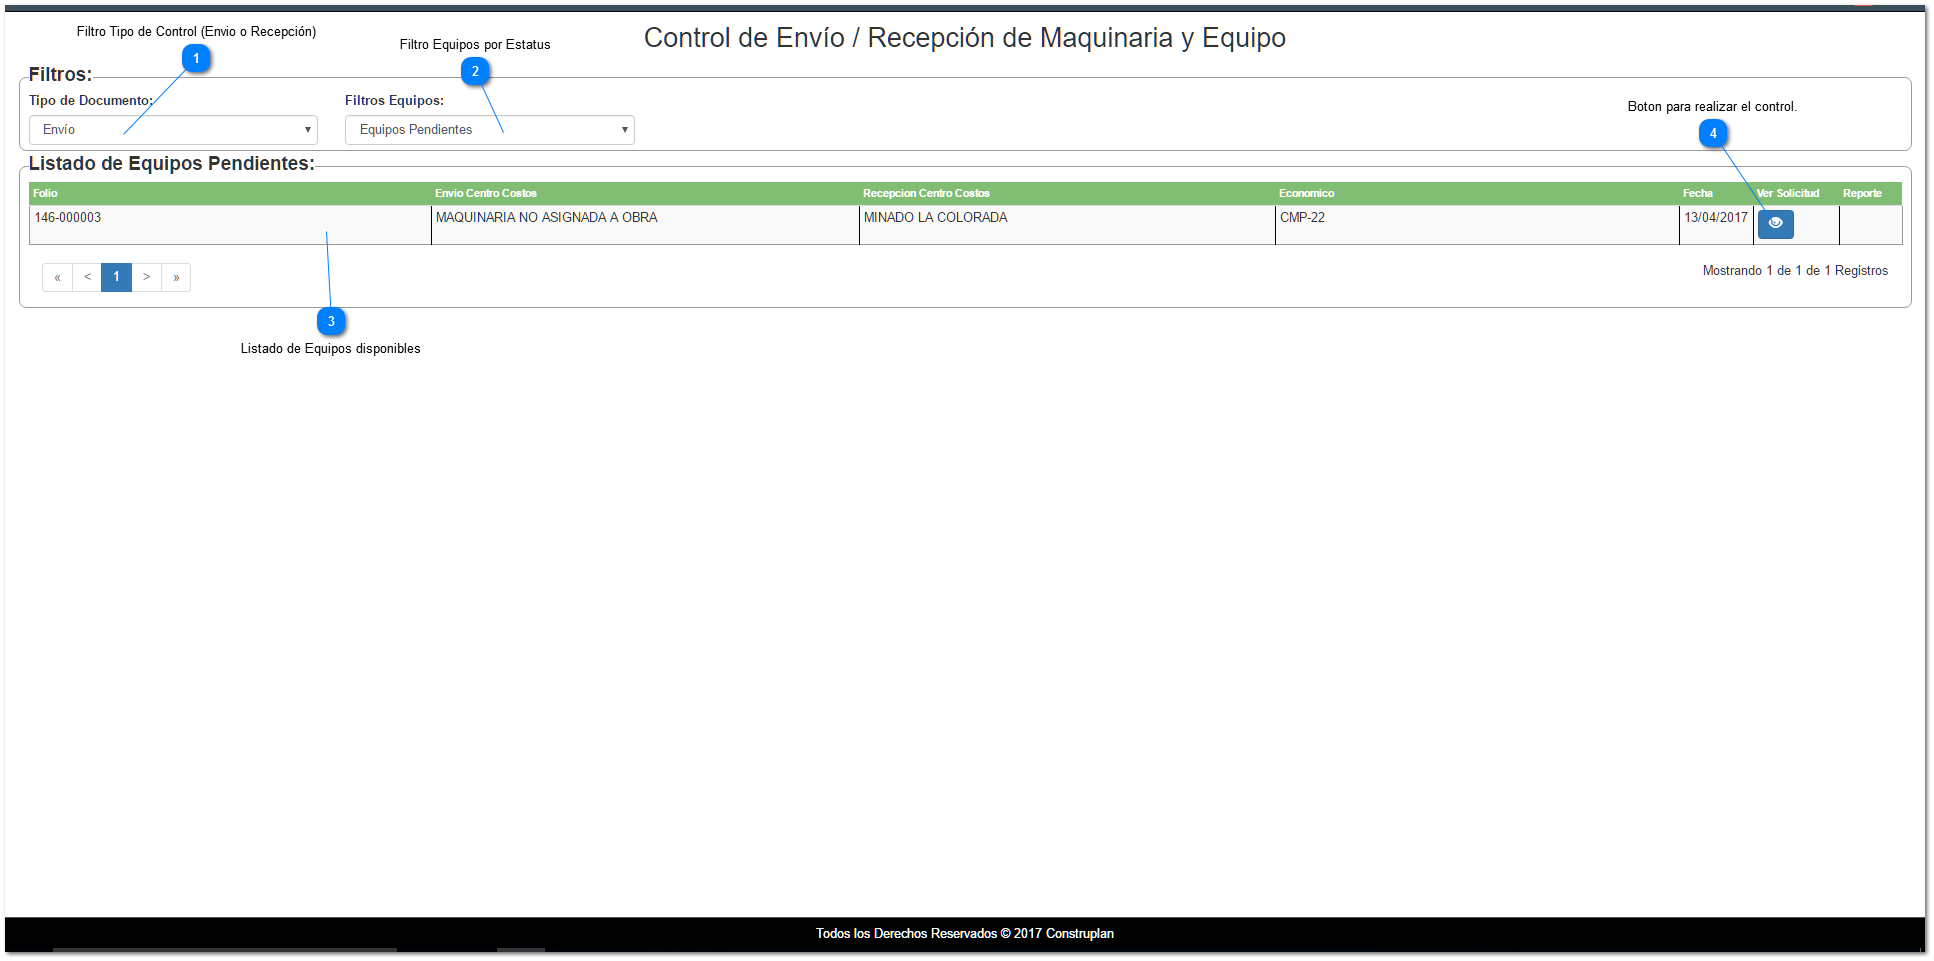 Filtro Tipo de Control (Envio o Recepción)
Filtro Equipos por Estatus
Control de Envío / Recepción de Maquinaria y Equipo
1
2
Filtros:
Tipo de Documento:
Filtros Equipos:
Boton para realizar el control.
Envío
Equipos Pendientes
4
Listado de Equipos Pendientes:
Folio Envio Centro Costos Recepcion Centro Costos Economico Fecha Ver Solicitud Reporte
146-000003 MAQUINARIA NO ASIGNADA A OBRA MINADO LA COLORADA CMP-22 13/04/2017
« < 1 > »
Mostrando 1 de 1 de 1 Registros
3
Listado de Equipos disponibles
Todos los Derechos Reservados © 2017 Construplan